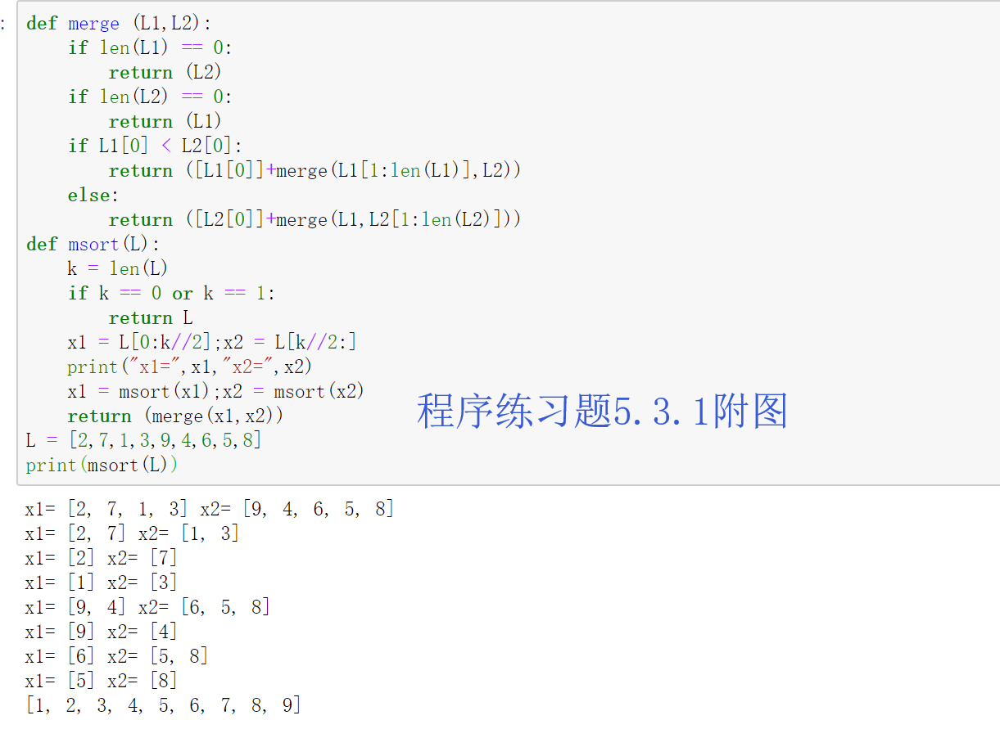 :
def merge (L1,L2):
    if len(L1) == 0:
        return (L2)
    if len(L2) == 0:
        return (L1)
    if L1[0] < L2[0]:
        return ([L1[0]]+merge(L1[1:len(L1)],L2))
    else:
        return ([L2[0]]+merge(L1,L2[1:len(L2)]))
def msort(L):
    k = len(L)
    if k == 0 or k == 1:
        return L
    x1 = L[0:k//2];x2 = L[k//2:]
    print("x1=",x1,"x2=",x2)
    x1 = msort(x1);x2 = msort(x2)
    return (merge(x1,x2))
程序练习题5.3.1附图
L = [2,7,1,3,9,4,6,5,8]
print(msort(L))
x1= [2, 7, 1, 3] x2= [9, 4, 6, 5, 8]
x1= [2, 7] x2= [1, 3]
x1= [2] x2= [7]
x1= [1] x2= [3]
x1= [9, 4] x2= [6, 5, 8]
x1= [9] x2= [4]
x1= [6] x2= [5, 8]
x1= [5] x2= [8]
[1, 2, 3, 4, 5, 6, 7, 8, 9]